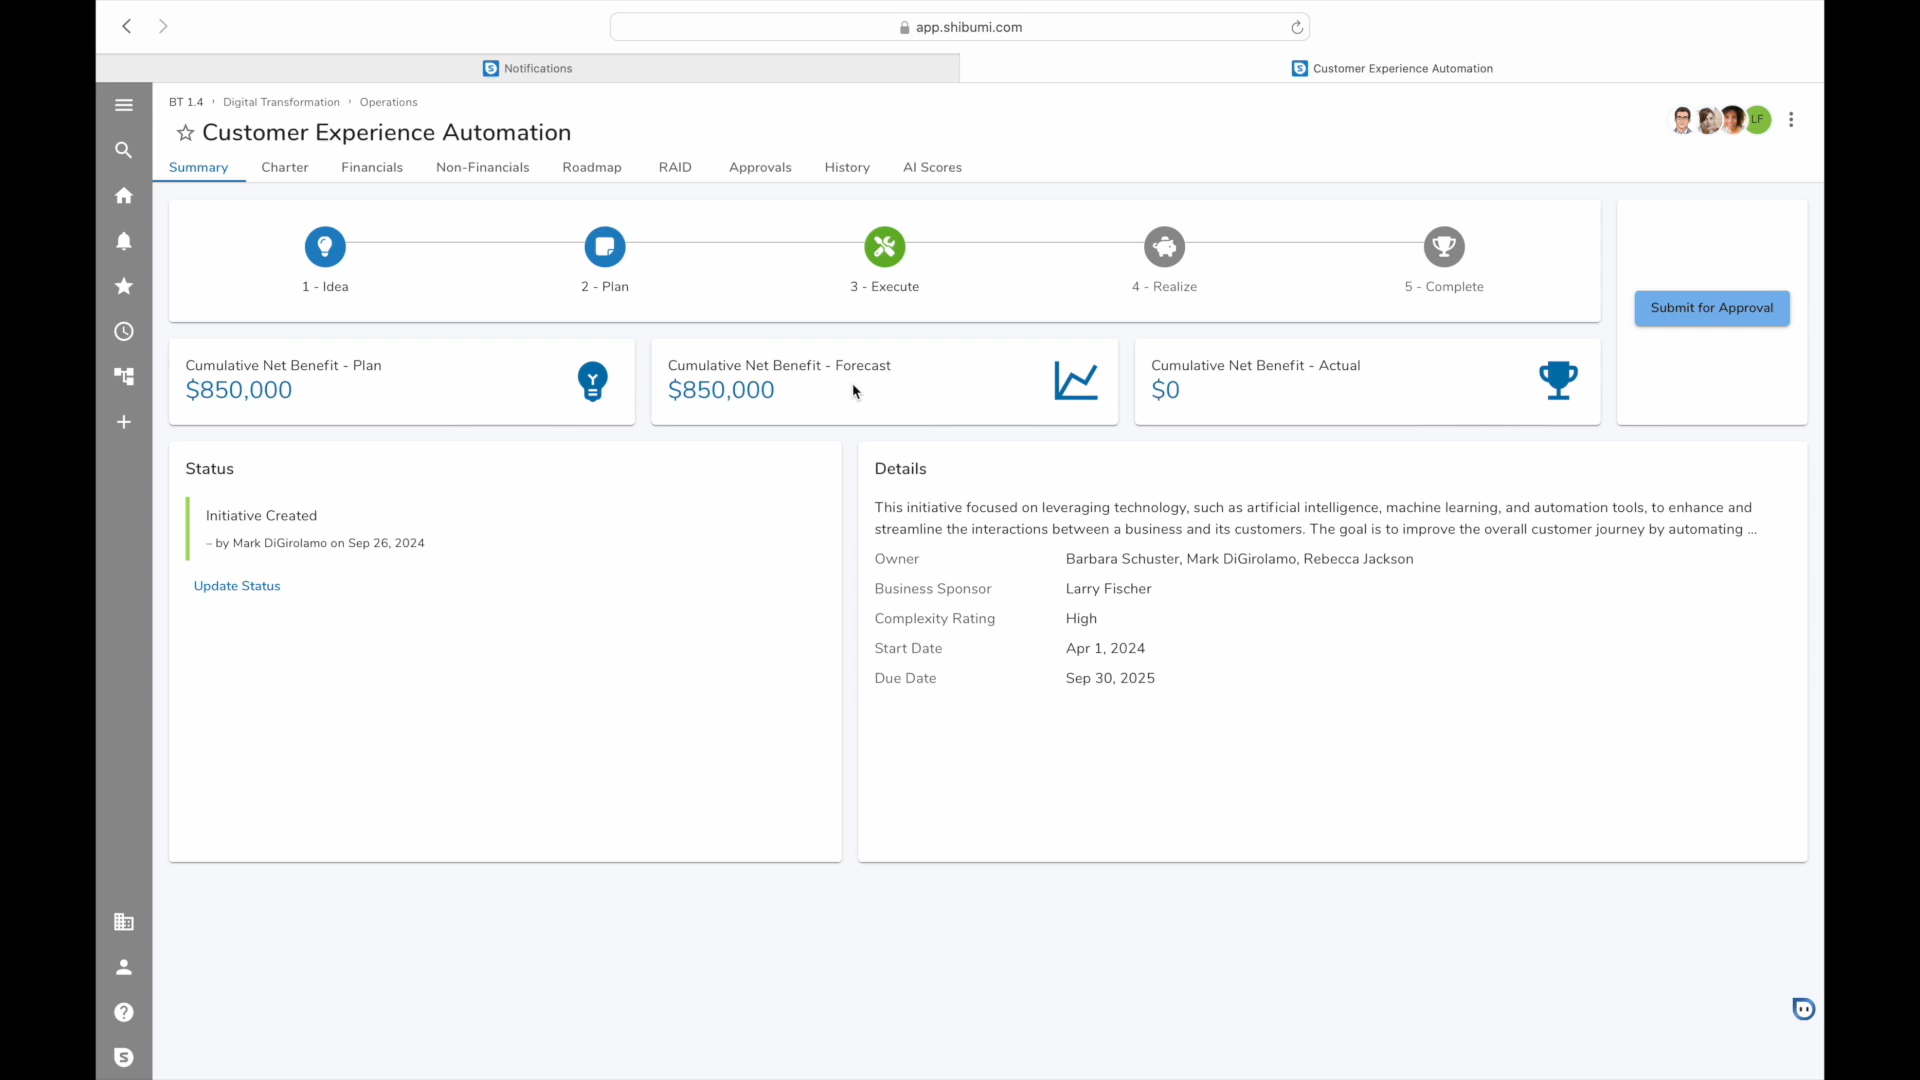 app.shibumi.com
Notifications
Customer Experience Automation
BT 1.4 › Digital Transformation › Operations
Customer Experience Automation
LF
Summary Charter Financials Non-Financials Roadmap RAID Approvals History AI Scores
1 - Idea
2 - Plan
3 - Execute
4 - Realize
5 - Complete
Submit for Approval
Cumulative Net Benefit - Plan
$850,000
Cumulative Net Benefit - Forecast
$850,000
Cumulative Net Benefit - Actual
$0
Status
Initiative Created
– by Mark DiGirolamo on Sep 26, 2024
Update Status
Details
This initiative focused on leveraging technology, such as artificial intelligence, machine learning, and automation tools, to enhance and
streamline the interactions between a business and its customers. The goal is to improve the overall customer journey by automating ...
Owner Barbara Schuster, Mark DiGirolamo, Rebecca Jackson
Business Sponsor Larry Fischer
Complexity Rating High
Start Date Apr 1, 2024
Due Date Sep 30, 2025